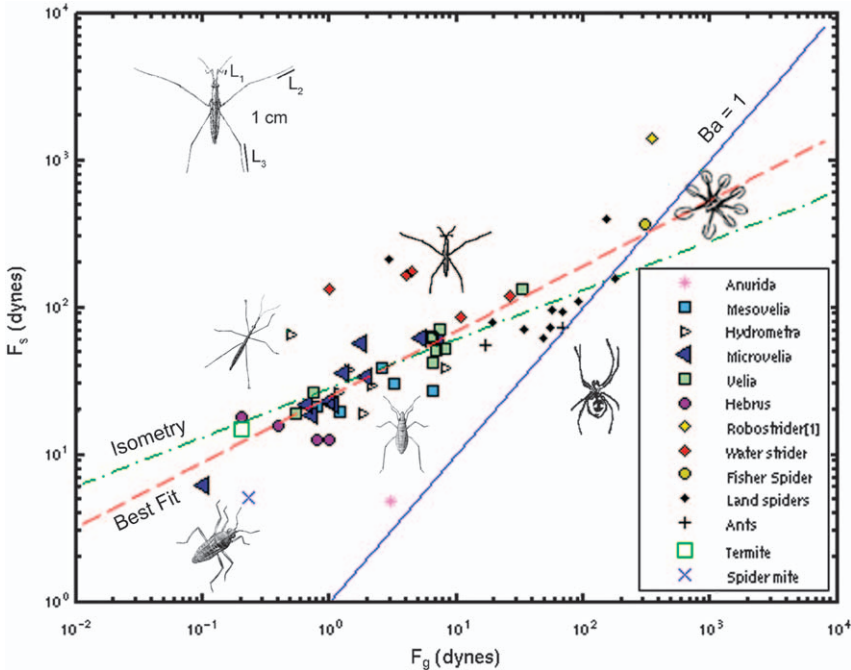 10⁴
10³
10²
10¹
10⁰
Fₛ (dynes)
L₁
L₂
1 cm
L₃
Ba = 1
Isometry
Best Fit
Anurida
Mesovelia
Hydrometra
Microvelia
Velia
Hebrus
Robostrider[1]
Water strider
Fisher Spider
Land spiders
Ants
Termite
Spider mite
10⁻²
10⁻¹
10⁰
10¹
10²
10³
10⁴
F_g (dynes)